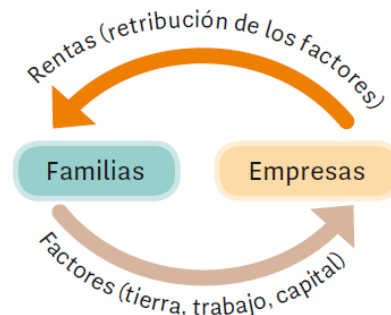 Rentas (retribución de los factores)
Familias
Empresas
Factores (tierra, trabajo, capital)